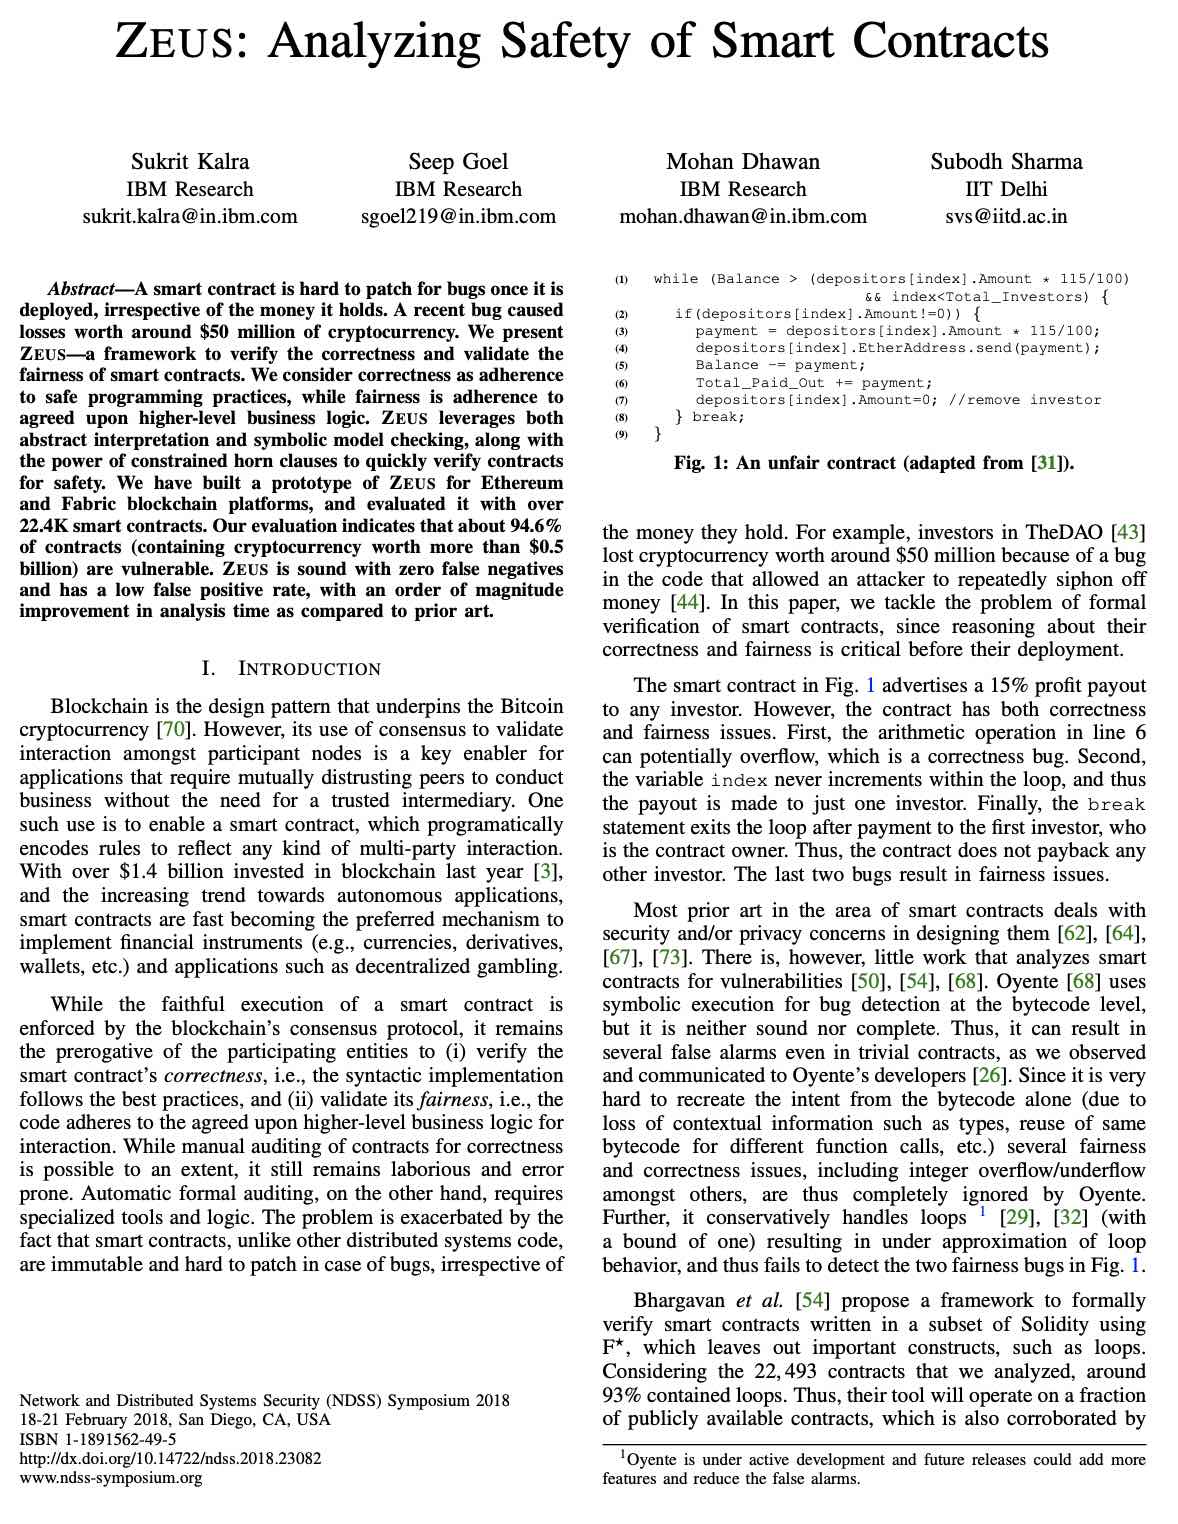 ZEUS: Analyzing Safety of Smart Contracts
Sukrit Kalra
IBM Research
sukrit.kalra@in.ibm.com
Seep Goel
IBM Research
sgoel219@in.ibm.com
Mohan Dhawan
IBM Research
mohan.dhawan@in.ibm.com
Subodh Sharma
IIT Delhi
svs@iitd.ac.in
Abstract—A smart contract is hard to patch for bugs once it is
deployed, irrespective of the money it holds. A recent bug caused
losses worth around $50 million of cryptocurrency. We present
ZEUS—a framework to verify the correctness and validate the
fairness of smart contracts. We consider correctness as adherence
to safe programming practices, while fairness is adherence to
agreed upon higher-level business logic. ZEUS leverages both
abstract interpretation and symbolic model checking, along with
the power of constrained horn clauses to quickly verify contracts
for safety. We have built a prototype of ZEUS for Ethereum
and Fabric blockchain platforms, and evaluated it with over
22.4K smart contracts. Our evaluation indicates that about 94.6%
of contracts (containing cryptocurrency worth more than $0.5
billion) are vulnerable. ZEUS is sound with zero false negatives
and has a low false positive rate, with an order of magnitude
improvement in analysis time as compared to prior art.
I. INTRODUCTION
Blockchain is the design pattern that underpins the Bitcoin
cryptocurrency [70]. However, its use of consensus to validate
interaction amongst participant nodes is a key enabler for
applications that require mutually distrusting peers to conduct
business without the need for a trusted intermediary. One
such use is to enable a smart contract, which programatically
encodes rules to reflect any kind of multi-party interaction.
With over $1.4 billion invested in blockchain last year [3],
and the increasing trend towards autonomous applications,
smart contracts are fast becoming the preferred mechanism to
implement financial instruments (e.g., currencies, derivatives,
wallets, etc.) and applications such as decentralized gambling.
While the faithful execution of a smart contract is
enforced by the blockchain's consensus protocol, it remains
the prerogative of the participating entities to (i) verify the
smart contract's correctness, i.e., the syntactic implementation
follows the best practices, and (ii) validate its fairness, i.e., the
code adheres to the agreed upon higher-level business logic for
interaction. While manual auditing of contracts for correctness
is possible to an extent, it still remains laborious and error
prone. Automatic formal auditing, on the other hand, requires
specialized tools and logic. The problem is exacerbated by the
fact that smart contracts, unlike other distributed systems code,
are immutable and hard to patch in case of bugs, irrespective of
Network and Distributed Systems Security (NDSS) Symposium 2018
18-21 February 2018, San Diego, CA, USA
ISBN 1-1891562-49-5
http://dx.doi.org/10.14722/ndss.2018.23082
www.ndss-symposium.org
(1) while (Balance > (depositors[index].Amount * 115/100)
&& index<Total_Investors) {
(2) if(depositors[index].Amount!=0)) {
(3) payment = depositors[index].Amount * 115/100;
(4) depositors[index].EtherAddress.send(payment);
(5) Balance -= payment;
(6) Total_Paid_Out += payment;
(7) depositors[index].Amount=0; //remove investor
(8) } break;
(9) }
Fig. 1: An unfair contract (adapted from [31]).
the money they hold. For example, investors in TheDAO [43]
lost cryptocurrency worth around $50 million because of a bug
in the code that allowed an attacker to repeatedly siphon off
money [44]. In this paper, we tackle the problem of formal
verification of smart contracts, since reasoning about their
correctness and fairness is critical before their deployment.
The smart contract in Fig. 1 advertises a 15% profit payout
to any investor. However, the contract has both correctness
and fairness issues. First, the arithmetic operation in line 6
can potentially overflow, which is a correctness bug. Second,
the variable index never increments within the loop, and thus
the payout is made to just one investor. Finally, the break
statement exits the loop after payment to the first investor, who
is the contract owner. Thus, the contract does not payback any
other investor. The last two bugs result in fairness issues.
Most prior art in the area of smart contracts deals with
security and/or privacy concerns in designing them [62], [64],
[67], [73]. There is, however, little work that analyzes smart
contracts for vulnerabilities [50], [54], [68]. Oyente [68] uses
symbolic execution for bug detection at the bytecode level,
but it is neither sound nor complete. Thus, it can result in
several false alarms even in trivial contracts, as we observed
and communicated to Oyente's developers [26]. Since it is very
hard to recreate the intent from the bytecode alone (due to
loss of contextual information such as types, reuse of same
bytecode for different function calls, etc.) several fairness
and correctness issues, including integer overflow/underflow
amongst others, are thus completely ignored by Oyente.
Further, it conservatively handles loops 1 [29], [32] (with
a bound of one) resulting in under approximation of loop
behavior, and thus fails to detect the two fairness bugs in Fig. 1.
Bhargavan et al. [54] propose a framework to formally
verify smart contracts written in a subset of Solidity using
F⋆, which leaves out important constructs, such as loops.
Considering the 22,493 contracts that we analyzed, around
93% contained loops. Thus, their tool will operate on a fraction
of publicly available contracts, which is also corroborated by
1Oyente is under active development and future releases could add more
features and reduce the false alarms.